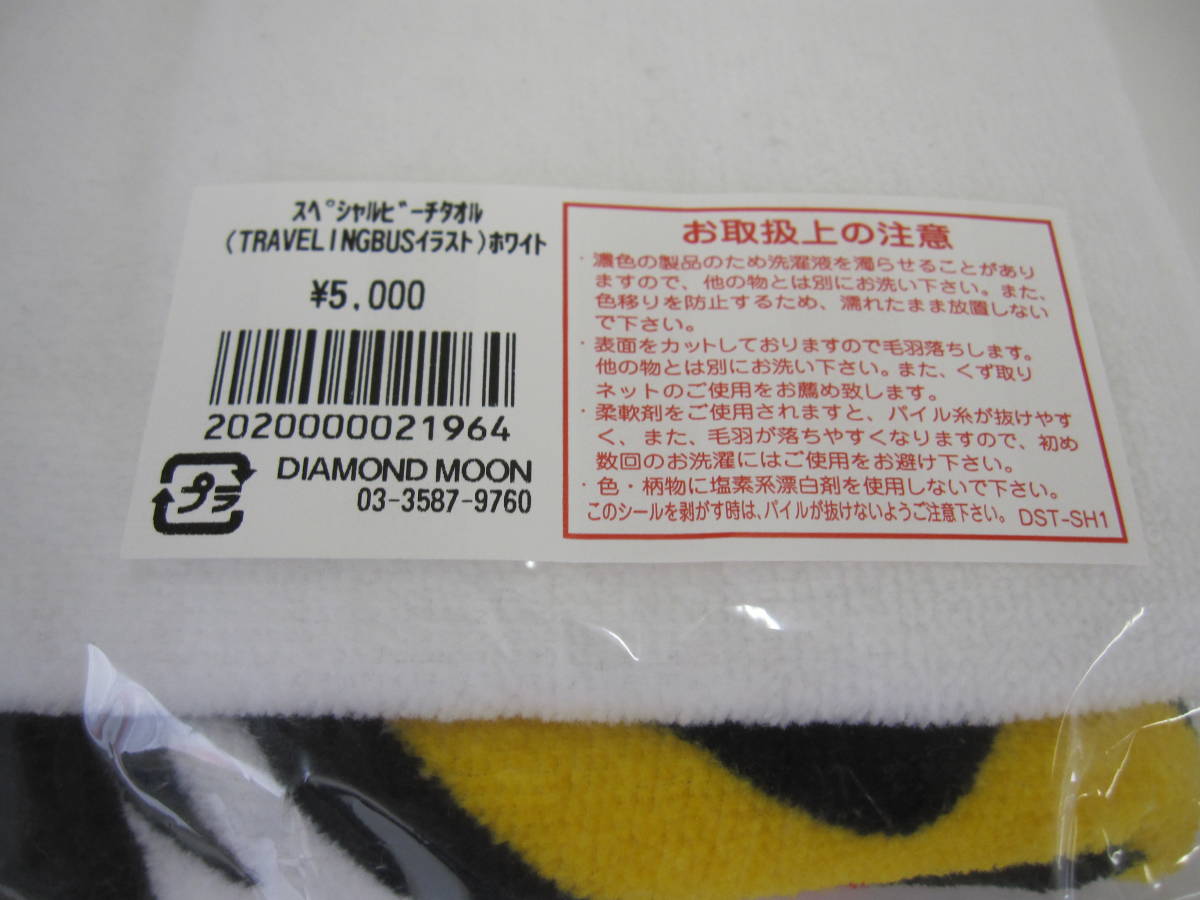 スペシャルビーチタオル
(TRAVELINGBUSイラスト)ホワイト
¥5,000
2020000021964
プラ
DIAMOND MOON
03-3587-9760
お取扱上の注意
・濃色の製品のため洗濯液を濁らせることがあり
ますので、他の物とは別にお洗い下さい。また、
色移りを防止するため、濡れたまま放置しない
で下さい。
・表面をカットしておりますので毛羽落ちします。
他の物とは別にお洗い下さい。また、くず取り
ネットのご使用をお薦め致します。
・柔軟剤をご使用されますと、パイル糸が抜けやす
く、また、毛羽が落ちやすくなりますので、初め
数回のお洗濯にはご使用をお避け下さい。
・色・柄物に塩素系漂白剤を使用しないで下さい。
このシールを剥がす時は、パイルが抜けないようご注意下さい。 DST-SH1